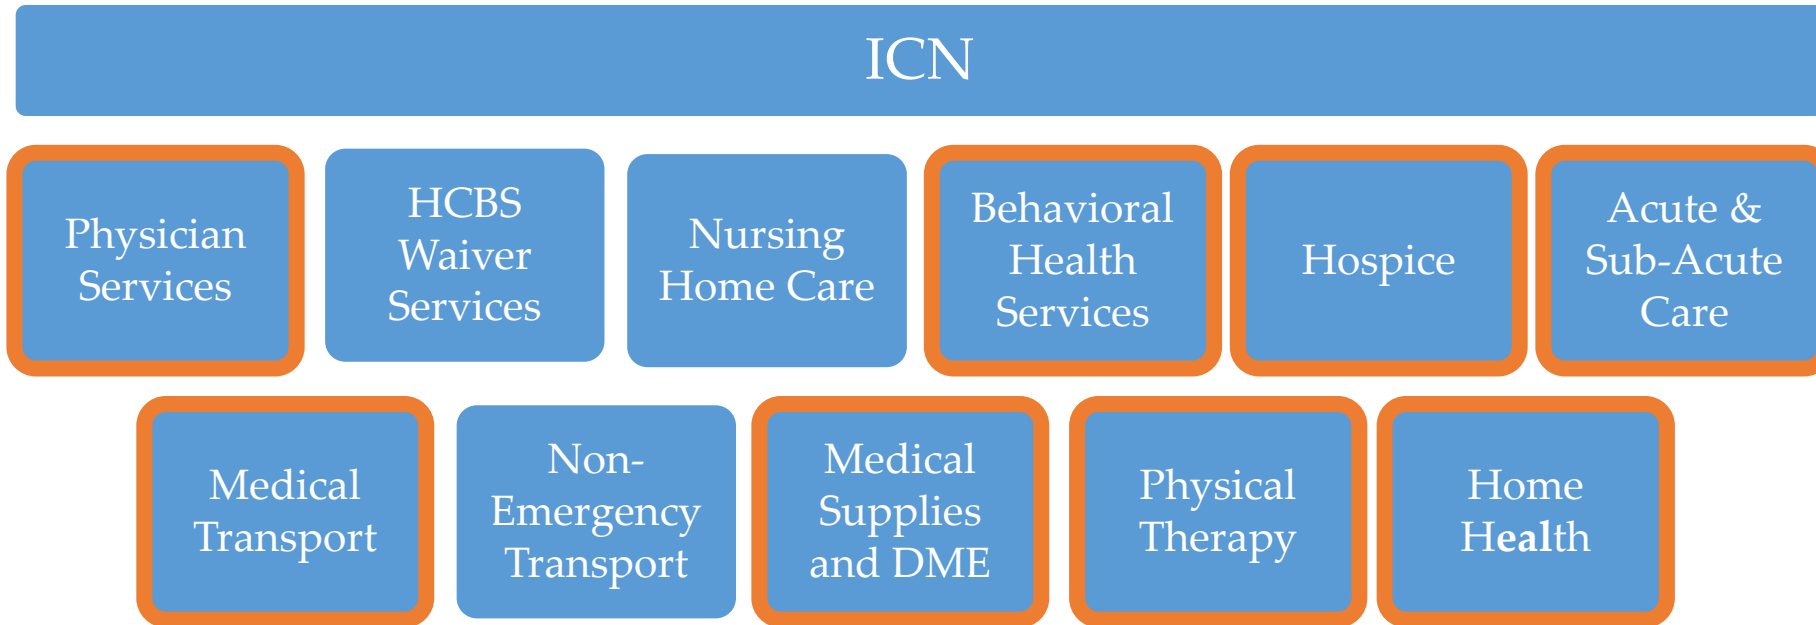 ICN
Physician
Services
HCBS
Waiver
Services
Nursing
Home Care
Behavioral
Health
Services
Hospice
Acute &
Sub-Acute
Care
Medical
Transport
Non-
Emergency
Transport
Medical
Supplies
and DME
Physical
Therapy
Home
Health